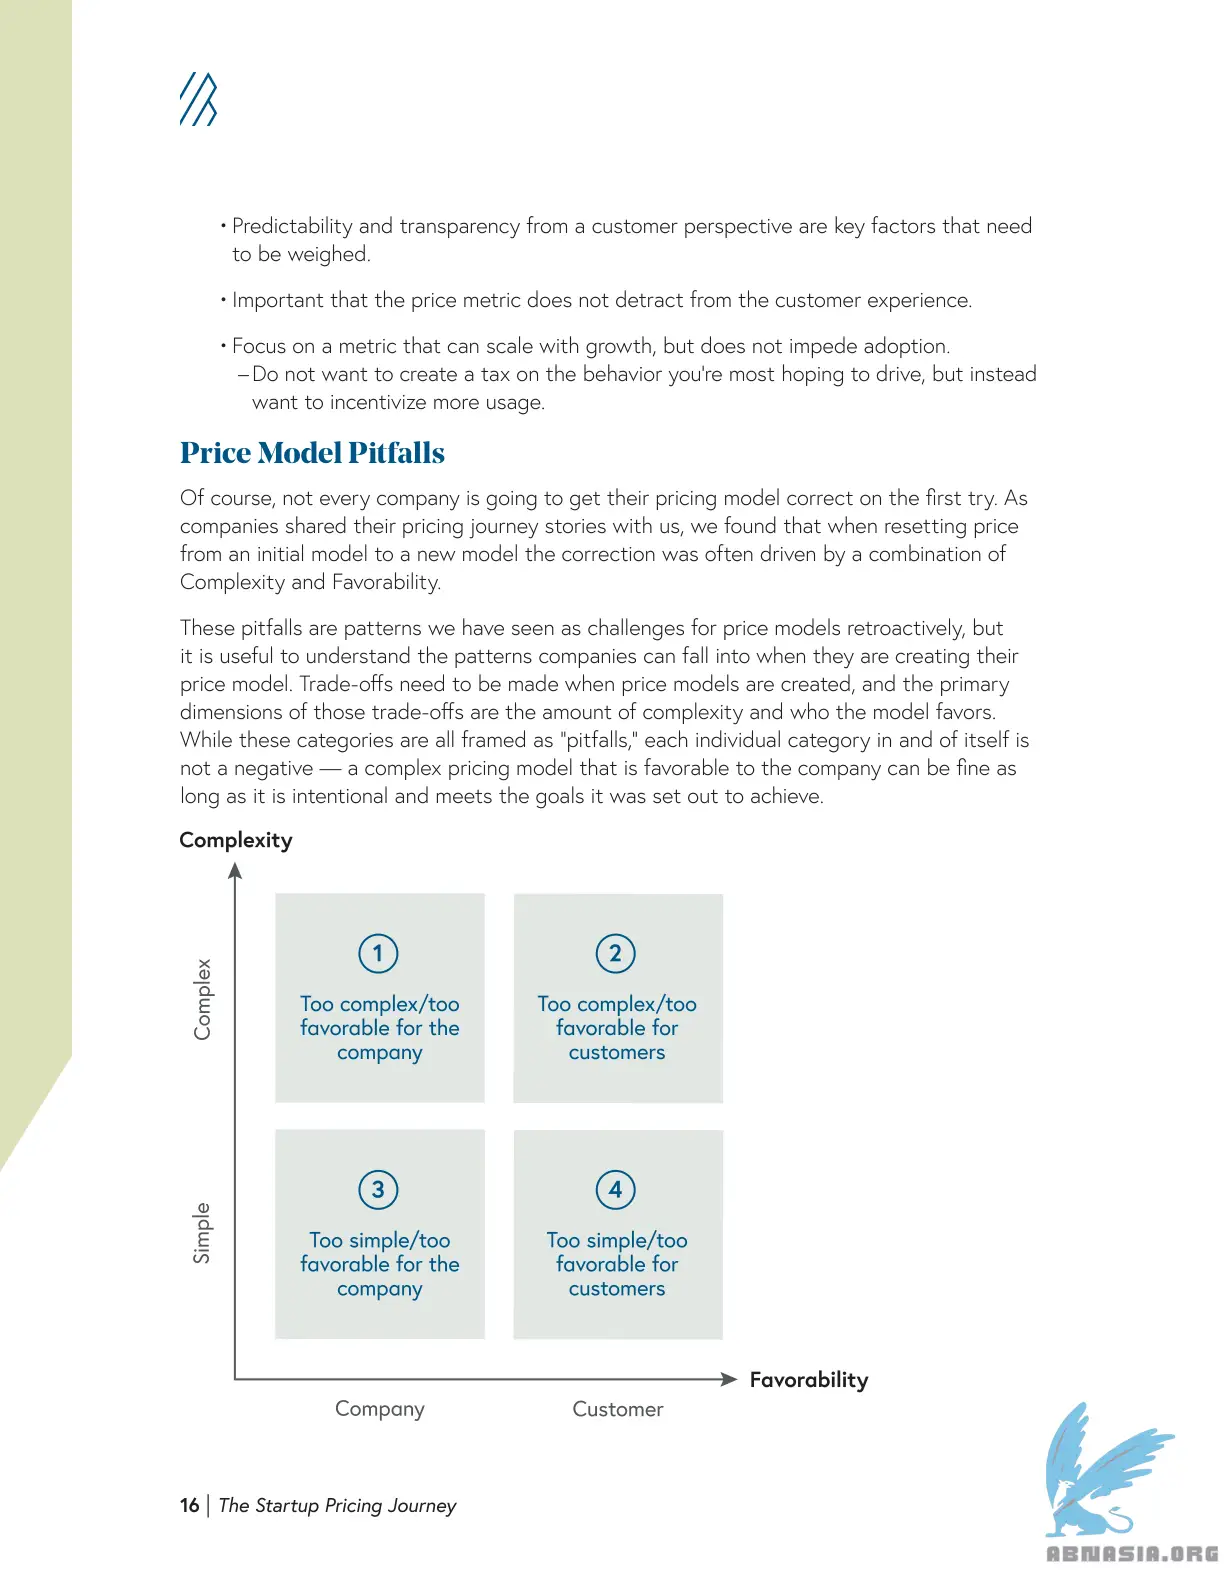 • Predictability and transparency from a customer perspective are key factors that need
to be weighed.
• Important that the price metric does not detract from the customer experience.
• Focus on a metric that can scale with growth, but does not impede adoption.
– Do not want to create a tax on the behavior you're most hoping to drive, but instead
want to incentivize more usage.
Price Model Pitfalls
Of course, not every company is going to get their pricing model correct on the first try. As
companies shared their pricing journey stories with us, we found that when resetting price
from an initial model to a new model the correction was often driven by a combination of
Complexity and Favorability.
These pitfalls are patterns we have seen as challenges for price models retroactively, but
it is useful to understand the patterns companies can fall into when they are creating their
price model. Trade-offs need to be made when price models are created, and the primary
dimensions of those trade-offs are the amount of complexity and who the model favors.
While these categories are all framed as "pitfalls," each individual category in and of itself is
not a negative — a complex pricing model that is favorable to the company can be fine as
long as it is intentional and meets the goals it was set out to achieve.
Complexity
Complex
1
Too complex/too
favorable for the
company
2
Too complex/too
favorable for
customers
Simple
3
Too simple/too
favorable for the
company
4
Too simple/too
favorable for
customers
Favorability
Company
Customer
16 | The Startup Pricing Journey
ABNASIA.ORG